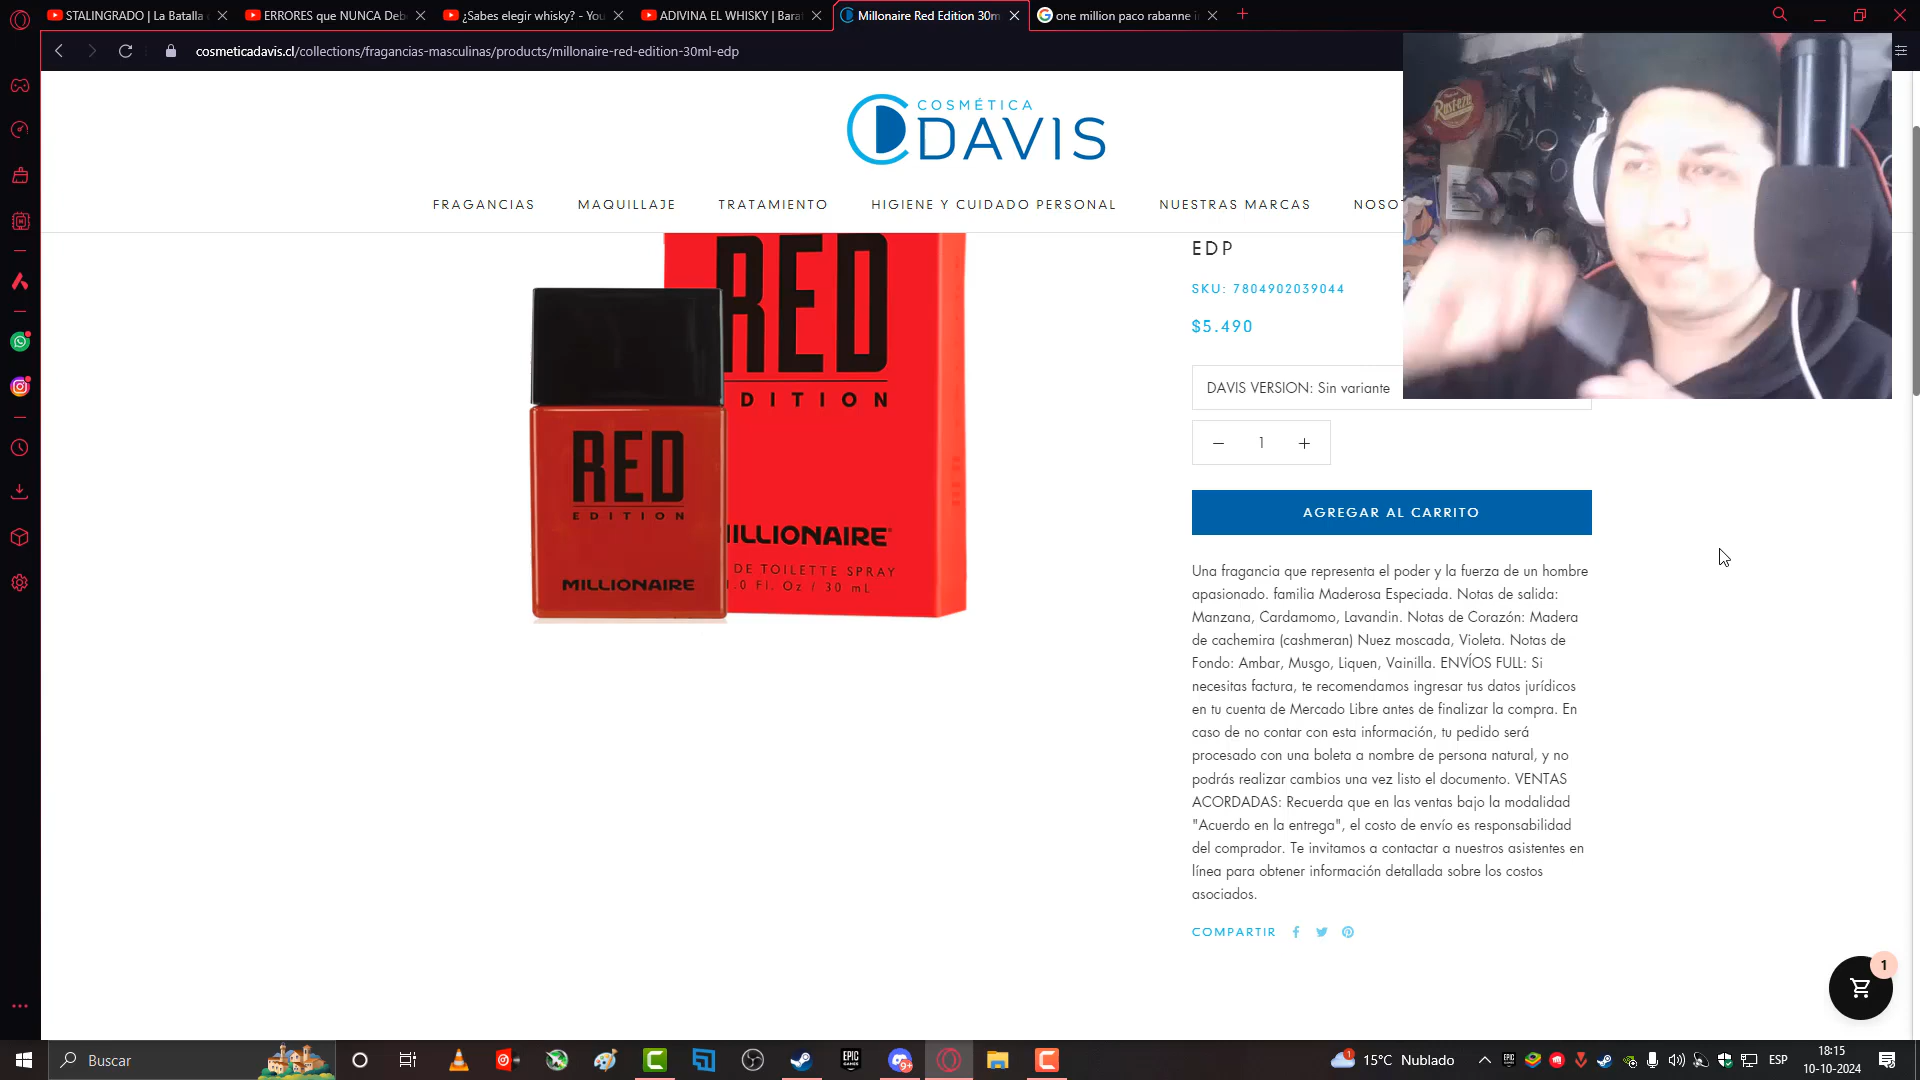 STALINGRADO | La Batalla
ERRORES que NUNCA Deb
¿Sabes elegir whisky? - You
ADIVINA EL WHISKY | Barat
Millonaire Red Edition 30m
one million paco rabanne i
cosmeticadavis.cl/collections/fragancias-masculinas/products/millonaire-red-edition-30ml-edp
COSMÉTICA
DAVIS
FRAGANCIAS
MAQUILLAJE
TRATAMIENTO
HIGIENE Y CUIDADO PERSONAL
NUESTRAS MARCAS
NOSOT
Rusteza
RED
DITION
ILLIONAIRE
DE TOILETTE SPRAY
1.0 Fl. Oz / 30 mL
RED
EDITION
MILLIONAIRE
EDP
SKU: 7804902039044
$5.490
DAVIS VERSION: Sin variante
− 1 +
AGREGAR AL CARRITO
Una fragancia que representa el poder y la fuerza de un hombre
apasionado. familia Maderosa Especiada. Notas de salida:
Manzana, Cardamomo, Lavandin. Notas de Corazón: Madera
de cachemira (cashmeran) Nuez moscada, Violeta. Notas de
Fondo: Ambar, Musgo, Liquen, Vainilla. ENVÍOS FULL: Si
necesitas factura, te recomendamos ingresar tus datos jurídicos
en tu cuenta de Mercado Libre antes de finalizar la compra. En
caso de no contar con esta información, tu pedido será
procesado con una boleta a nombre de persona natural, y no
podrás realizar cambios una vez listo el documento. VENTAS
ACORDADAS: Recuerda que en las ventas bajo la modalidad
"Acuerdo en la entrega", el costo de envío es responsabilidad
del comprador. Te invitamos a contactar a nuestros asistentes en
línea para obtener información detallada sobre los costos
asociados.
COMPARTIR
1
Buscar
EPIC
GAMES
9+
1
15°C Nublado
ESP
18:15
10-10-2024